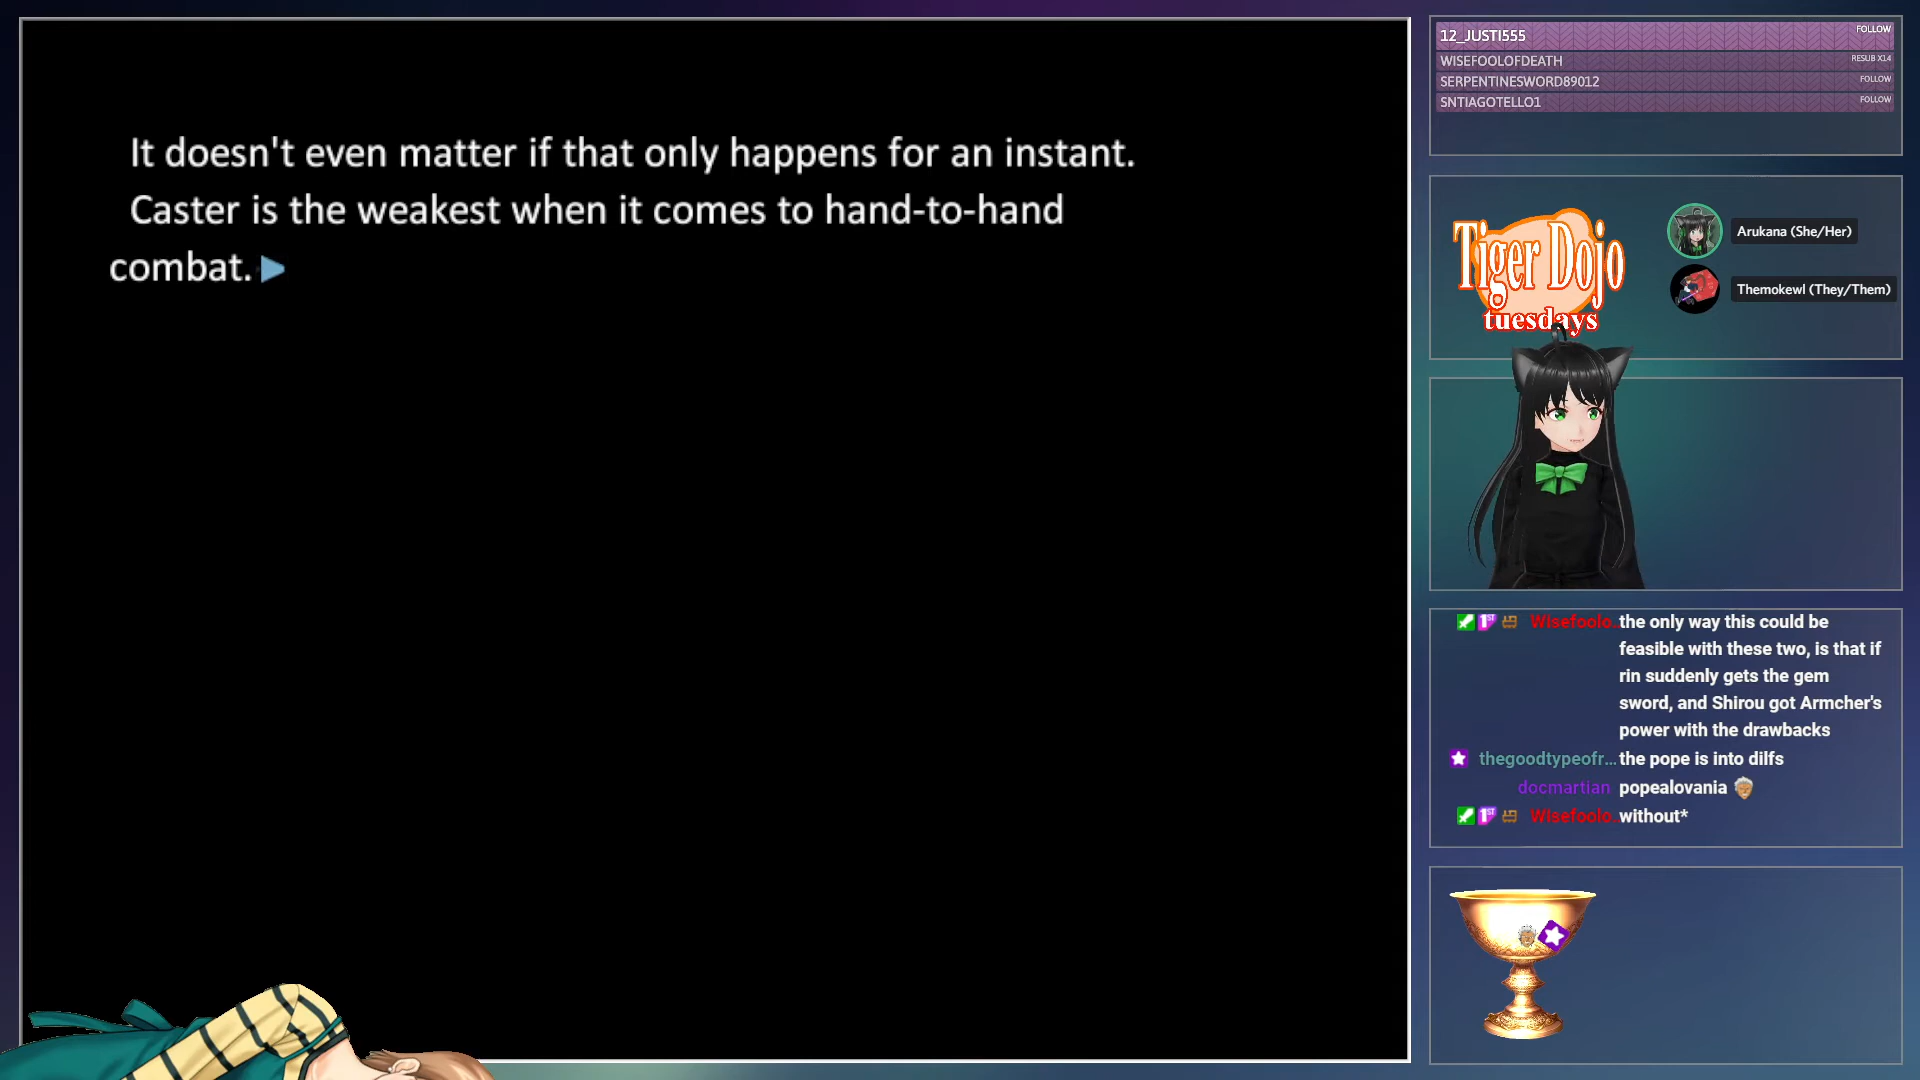 It doesn't even matter if that only happens for an instant.
Caster is the weakest when it comes to hand-to-hand
combat.
12_JUSTI555 FOLLOW
WISEFOOLOFDEATH RESUB X14
SERPENTINESWORD89012 FOLLOW
SNTIAGOTELLO1 FOLLOW
Tiger Dojo
tuesdays
Arukana (She/Her)
Themokewl (They/Them)
Wisefoolo.. the only way this could be
feasible with these two, is that if
rin suddenly gets the gem
sword, and Shirou got Armcher's
power with the drawbacks
thegoodtypeofr... the pope is into dilfs
docmartian popealovania
Wisefoolo.. without*